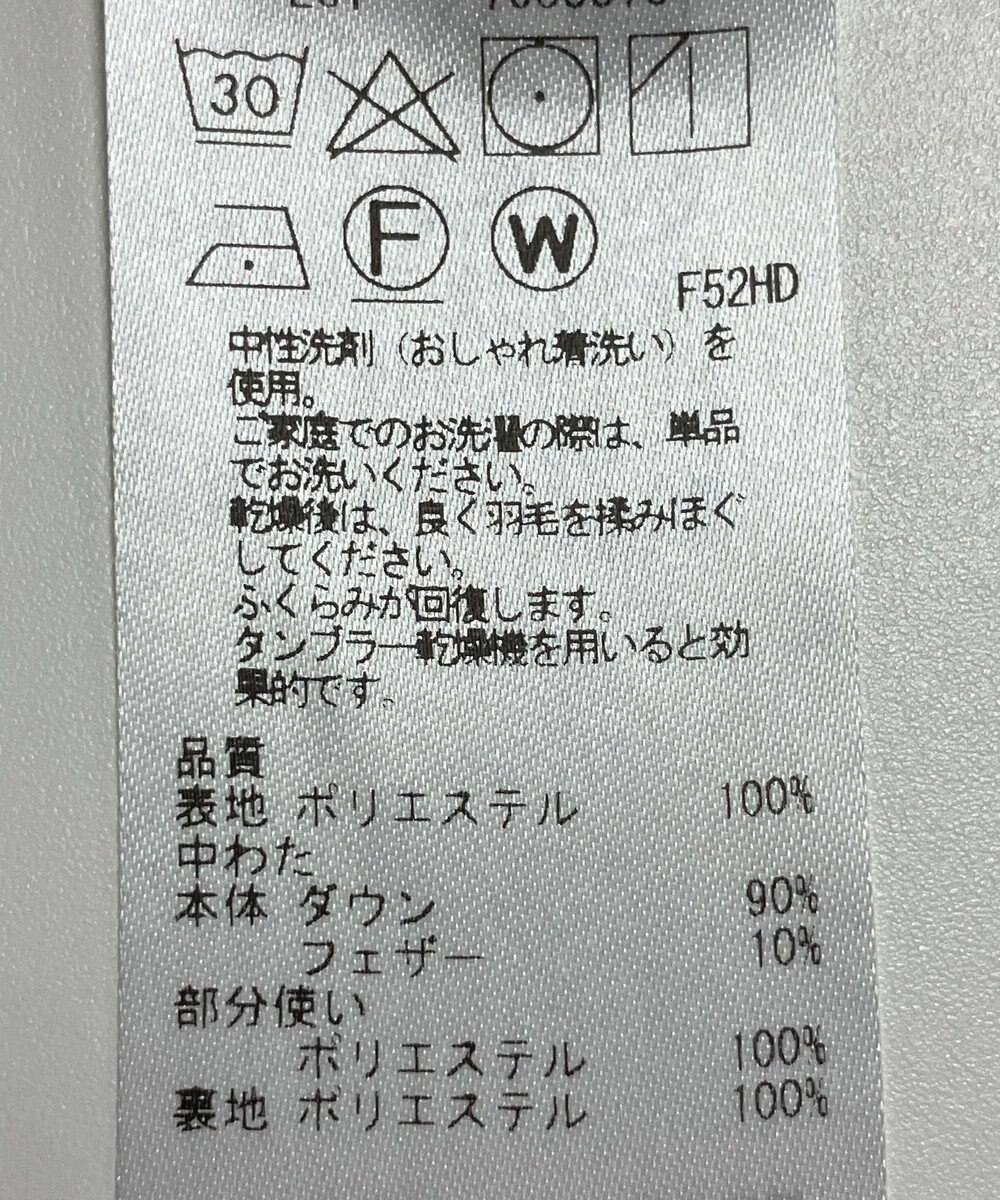 30
F W
F52HD
中性洗剤（おしゃれ着洗い）を
使用。
ご家庭でのお洗濯の際は、単品
でお洗いください。
乾燥後は、良く羽毛を揉みほぐ
してください。
ふくらみが回復します。
タンブラー乾燥機を用いると効
果的です。
品質
表地 ポリエステル 100%
中わた
本体 ダウン 90%
フェザー 10%
部分使い
ポリエステル 100%
裏地 ポリエステル 100%